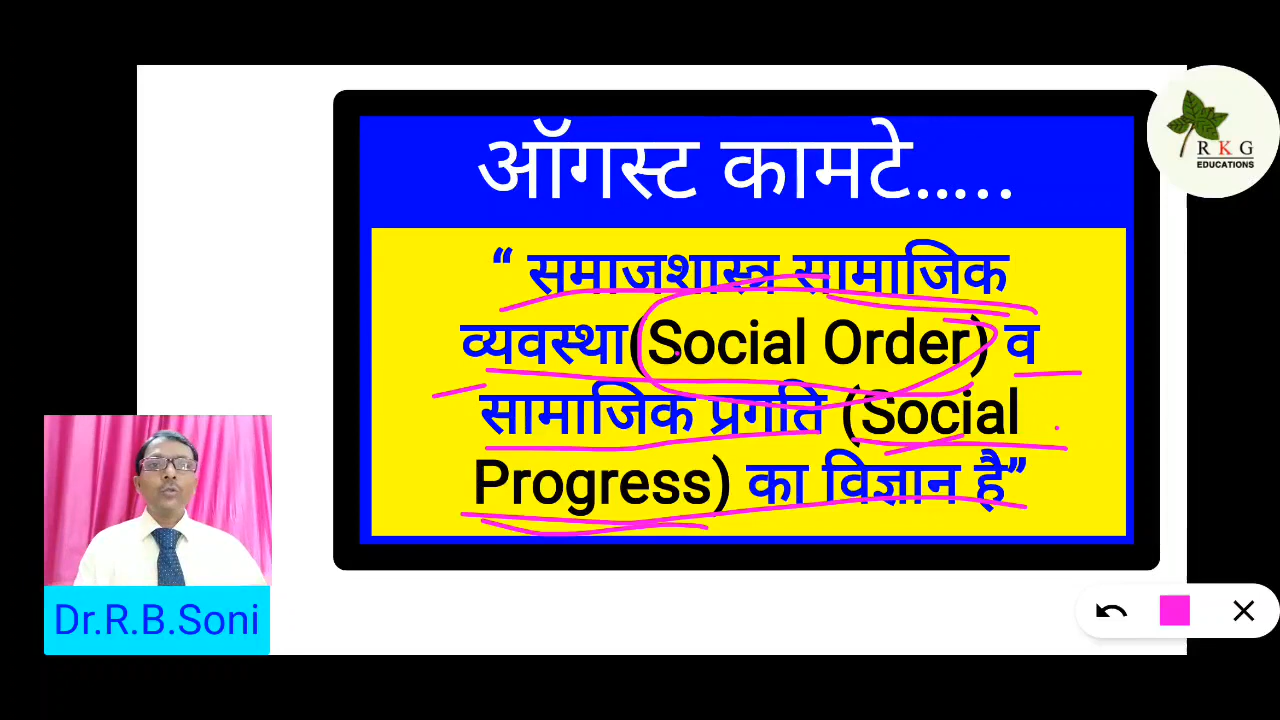 ऑगस्ट कामटे.....
“ समाजशास्त्र सामाजिक
व्यवस्था(Social Order) व
सामाजिक प्रगति (Social
Progress) का विज्ञान है”
R K G
EDUCATIONS
Dr.R.B.Soni